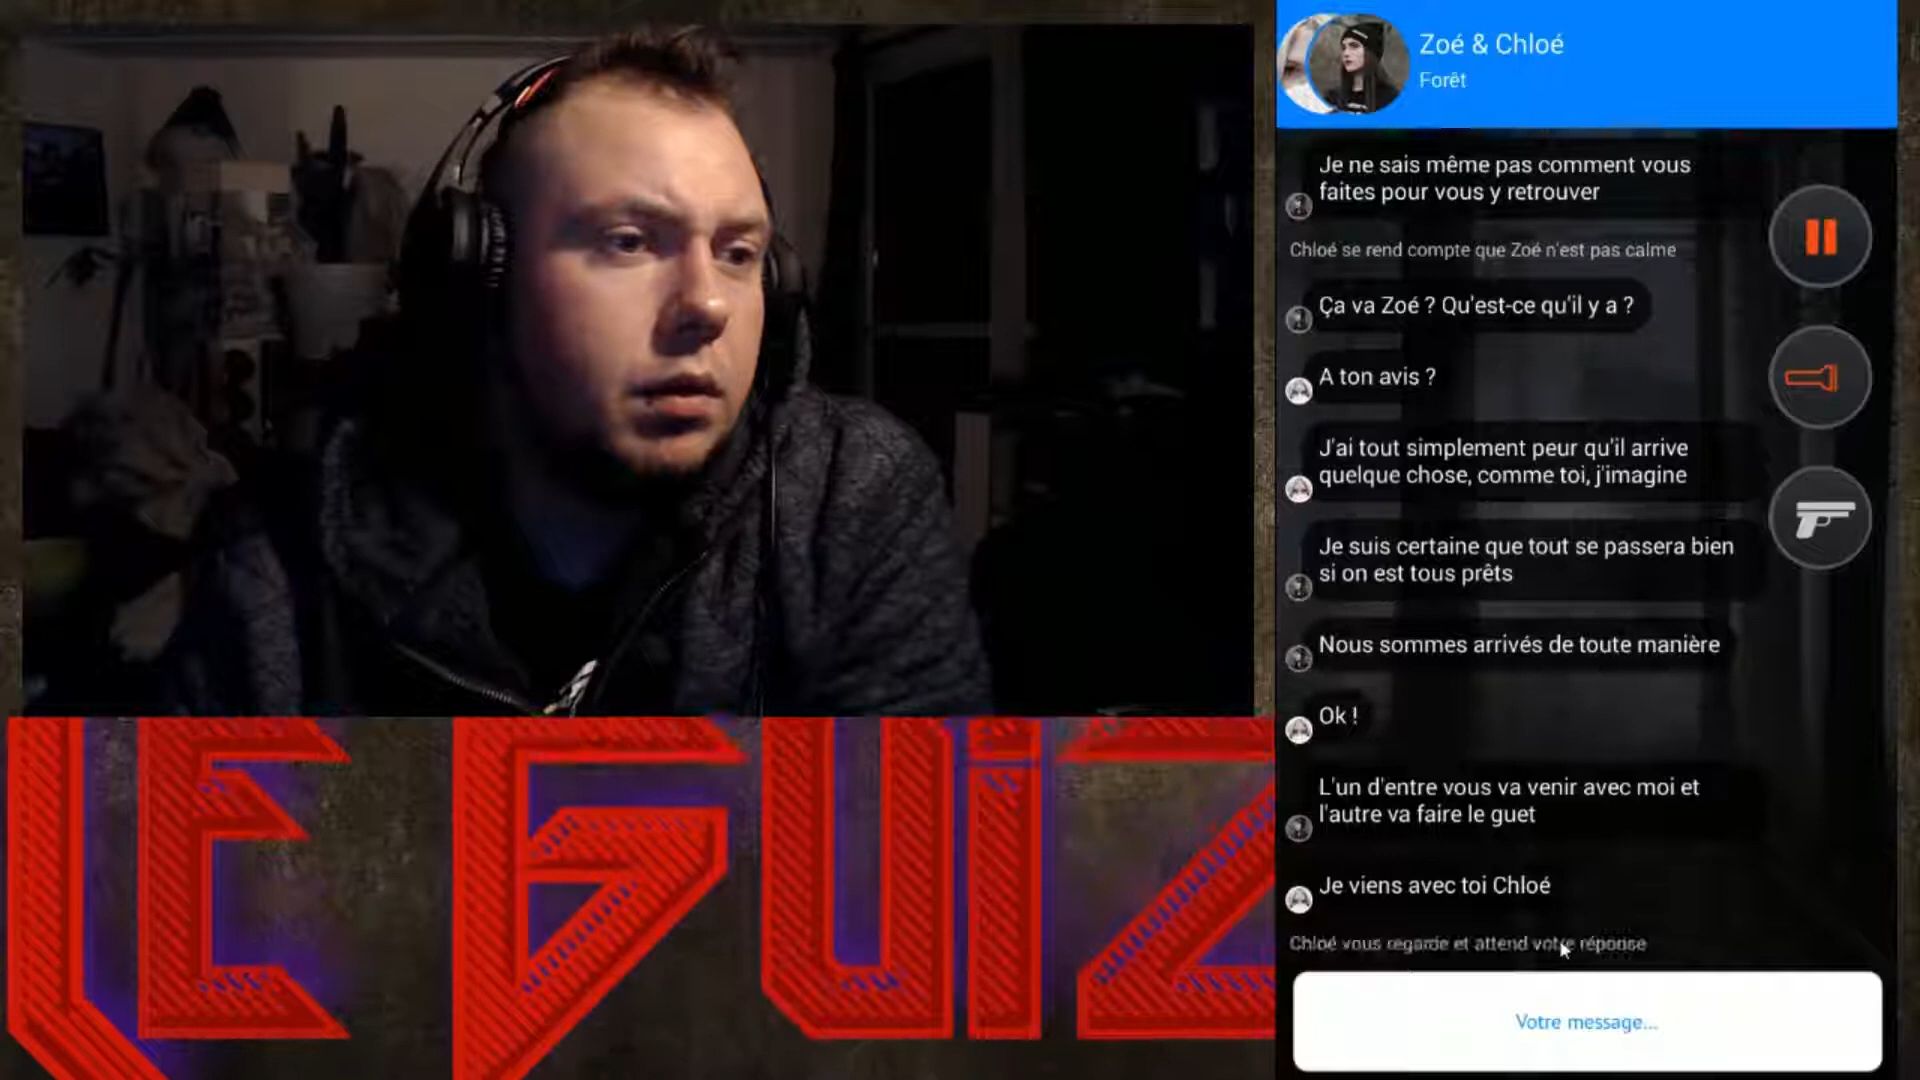 Zoé & Chloé
Forêt
Je ne sais même pas comment vous
faites pour vous y retrouver
Chloé se rend compte que Zoé n'est pas calme
Ça va Zoé ? Qu'est-ce qu'il y a ?
A ton avis ?
J'ai tout simplement peur qu'il arrive
quelque chose, comme toi, j'imagine
Je suis certaine que tout se passera bien
si on est tous prêts
Nous sommes arrivés de toute manière
Ok !
L'un d'entre vous va venir avec moi et
l'autre va faire le guet
Je viens avec toi Chloé
Chloé vous regarde et attend votre réponse
Votre message...
LE GUiZ